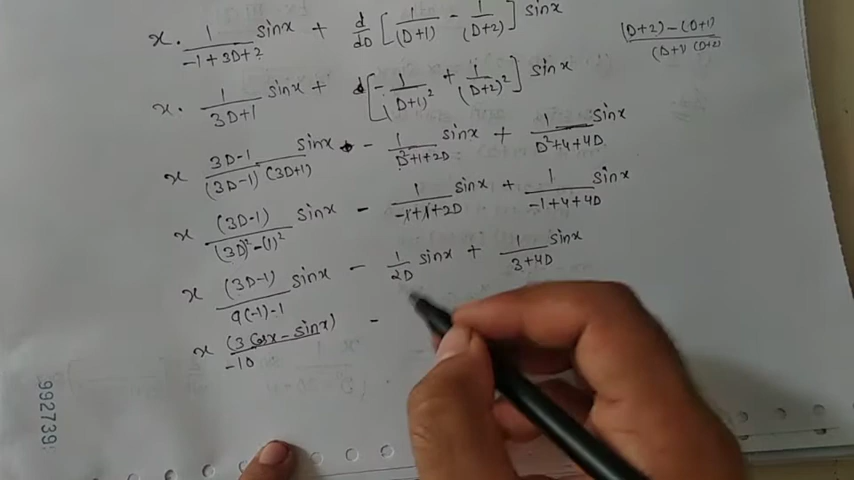 x · 1/(-1+3D+2) sinx + d/dD [ 1/(D+1) - 1/(D+2) ] sinx
((D+2) - (D+1))/((D+1) (D+2))
x · 1/(3D+1) sinx + d[ -1/(D+1)² + 1/(D+2)² ] sinx
x (3D-1)/((3D-1) (3D+1)) sinx - 1/(D²+1+2D) sinx + 1/(D²+4+4D) sinx
x (3D-1)/((3D)²-(1)²) sinx - 1/(-1+1+2D) sinx + 1/(-1+4+4D) sinx
x (3D-1)/(9(-1)-1) sinx - 1/2D sinx + 1/(3+4D) sinx
x (3Cosx - sinx)/-10 -
992739